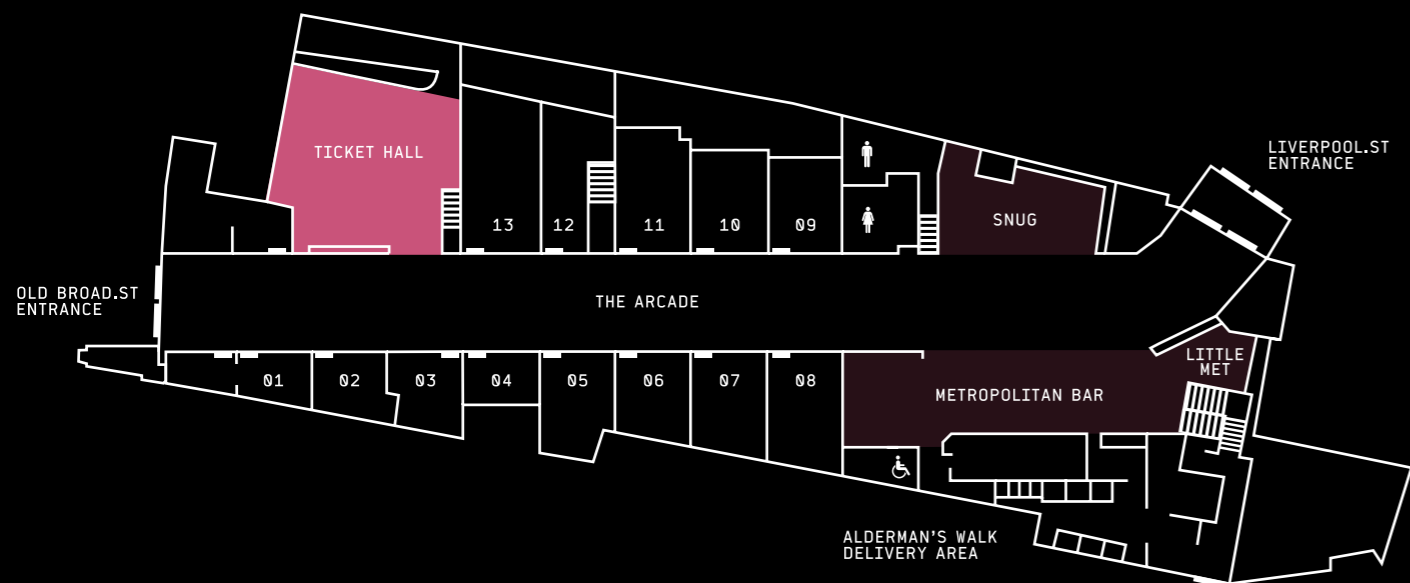 TICKET HALL
LIVERPOOL.ST
ENTRANCE
13
12
11
10
09
SNUG
OLD BROAD.ST
ENTRANCE
THE ARCADE
LITTLE
MET
01
02
03
04
05
06
07
08
METROPOLITAN BAR
ALDERMAN'S WALK
DELIVERY AREA